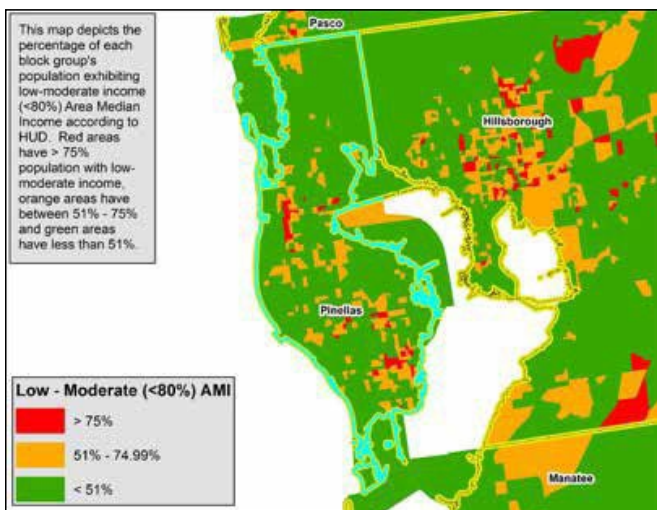 This map depicts the
percentage of each
block group's
population exhibiting
low-moderate income
(<80%) Area Median
Income according to
HUD. Red areas
have > 75%
population with low-
moderate income,
orange areas have
between 51% - 75%
and green areas
have less than 51%.
Pasco
Hillsborough
Pinellas
Manatee
Low - Moderate (<80%) AMI
> 75%
51% - 74.99%
< 51%